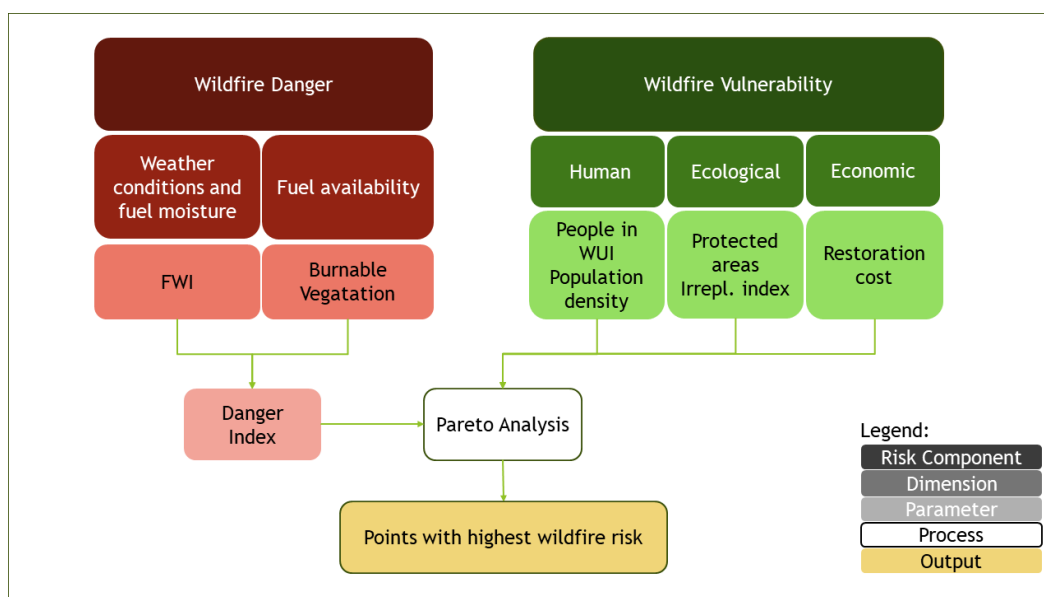 Wildfire Danger
Wildfire Vulnerability
Weather
conditions and
fuel moisture
Fuel availability
Human
Ecological
Economic
FWI
Burnable
Vegatation
People in
WUI
Population
density
Protected
areas
Irrepl. index
Restoration
cost
Danger
Index
Pareto Analysis
Points with highest wildfire risk
Legend:
Risk Component
Dimension
Parameter
Process
Output